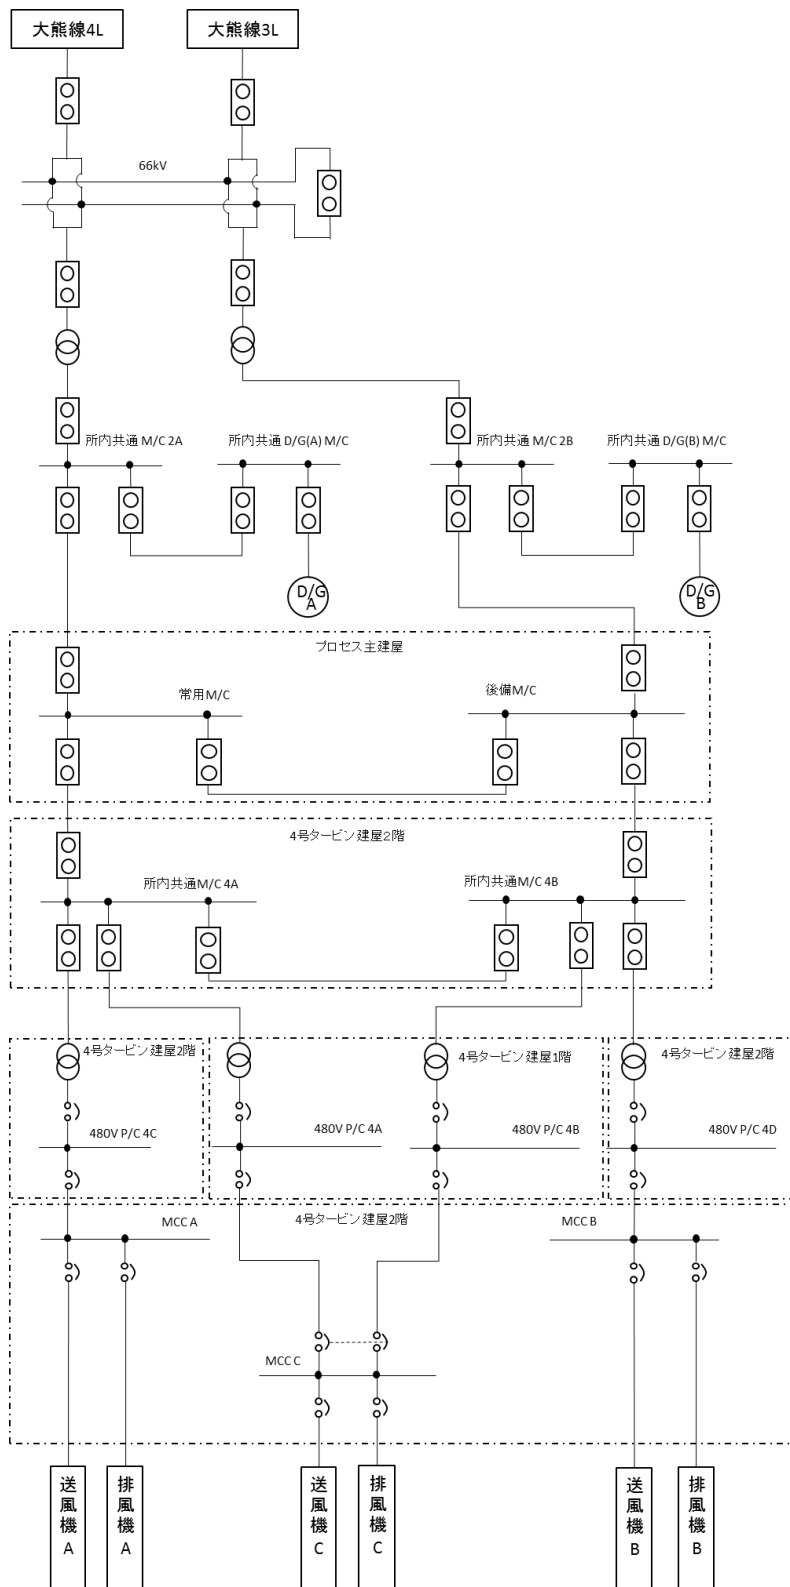 大熊線4L
大熊線3L
66kV
所内共通 M/C 2A
所内共通 D/G(A) M/C
所内共通 M/C 2B
所内共通 D/G(B) M/C
D/G
A
D/G
B
プロセス主建屋
常用M/C
後備M/C
4号タービン建屋2階
所内共通M/C 4A
所内共通M/C 4B
4号タービン建屋2階
4号タービン建屋1階
4号タービン建屋2階
480V P/C 4C
480V P/C 4A
480V P/C 4B
480V P/C 4D
4号タービン建屋2階
MCC A
MCC B
MCC C
送風機A
排風機A
送風機C
排風機C
送風機B
排風機B